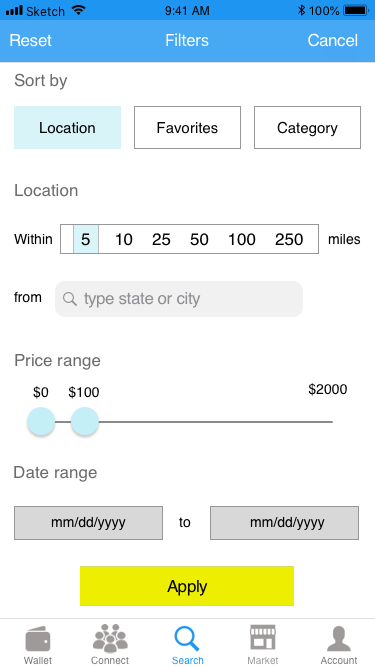 Sketch 9:41 AM 100%
Reset Filters Cancel
Sort by
Location Favorites Category
Location
Within 5 10 25 50 100 250 miles
from type state or city
Price range
$0 $100 $2000
Date range
mm/dd/yyyy to mm/dd/yyyy
Apply
Wallet Connect Search Market Account